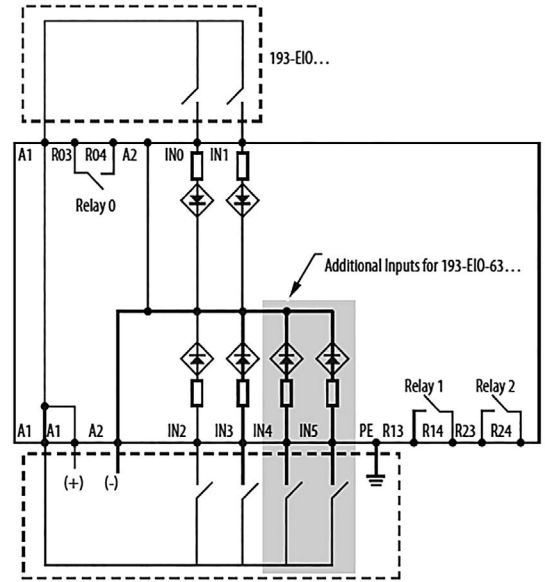 193-EIO...
A1 R03 R04 A2 IN0 IN1
Relay 0
Additional Inputs for 193-EIO-63...
Relay 1 Relay 2
A1 A1 A2 IN2 IN3 IN4 IN5 PE R13 R14 R23 R24
(+) (-)